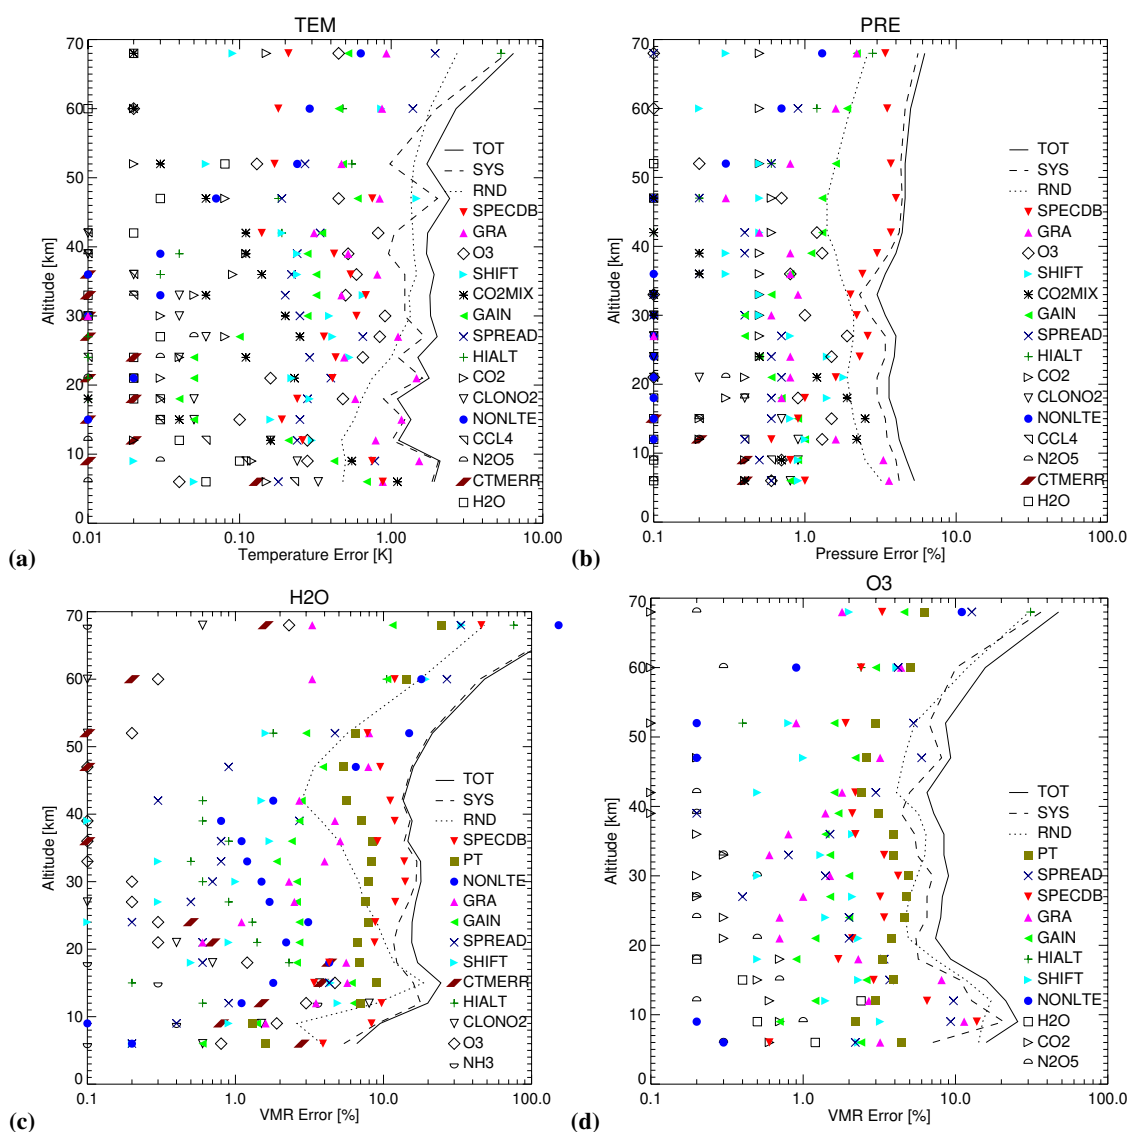 TEM
70
60
50
40
30
20
10
0
Altitude [km]
0.01
0.10
1.00
10.00
Temperature Error [K]
TOT
SYS
RND
SPECDB
GRA
O3
SHIFT
CO2MIX
GAIN
SPREAD
HIALT
CO2
CLONO2
NONLTE
CCL4
N2O5
CTMERR
H2O
(a)
PRE
70
60
50
40
30
20
10
0
Altitude [km]
0.1
1.0
10.0
100.0
Pressure Error [%]
TOT
SYS
RND
SPECDB
GRA
O3
SHIFT
CO2MIX
GAIN
SPREAD
HIALT
CO2
CLONO2
NONLTE
CCL4
N2O5
CTMERR
H2O
(b)
H2O
70
60
50
40
30
20
10
0
Altitude [km]
0.1
1.0
10.0
100.0
VMR Error [%]
TOT
SYS
RND
SPECDB
PT
NONLTE
GRA
GAIN
SPREAD
SHIFT
CTMERR
HIALT
CLONO2
O3
NH3
(c)
O3
70
60
50
40
30
20
10
0
Altitude [km]
0.1
1.0
10.0
100.0
VMR Error [%]
TOT
SYS
RND
PT
SPREAD
SPECDB
GRA
GAIN
HIALT
SHIFT
NONLTE
H2O
CO2
N2O5
(d)